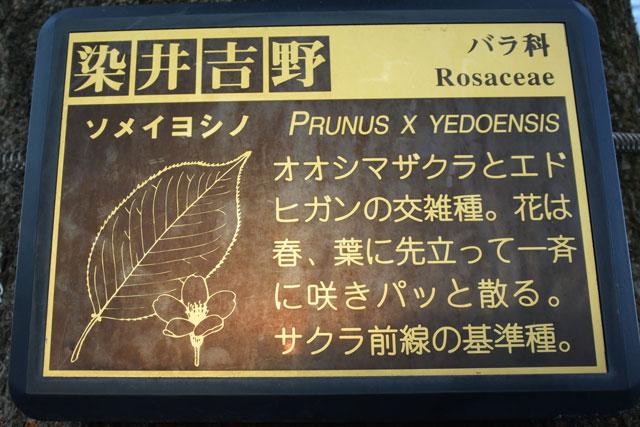 染井吉野
バラ科
Rosaceae
ソメイヨシノ
PRUNUS X YEDOENSIS
オオシマザクラとエド
ヒガンの交雑種。花は
春、葉に先立って一斉
に咲きパッと散る。
サクラ前線の基準種。